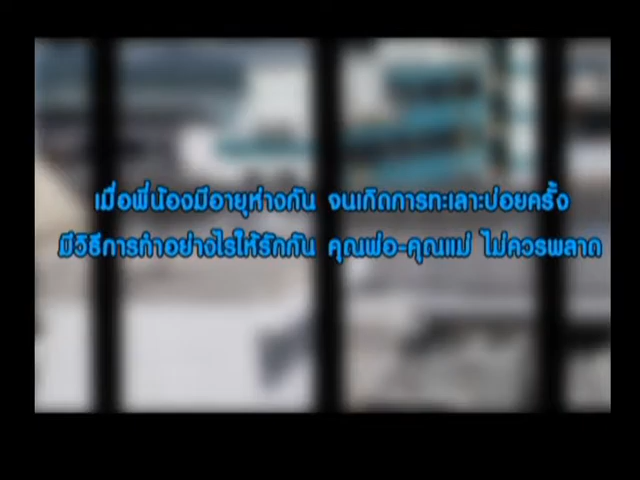 เมื่อพี่น้องมีอายุห่างกัน จนเกิดการทะเลาะบ่อยครั้ง
มีวิธีการทำอย่างไรให้รักกัน คุณพ่อ-คุณแม่ ไม่ควรพลาด